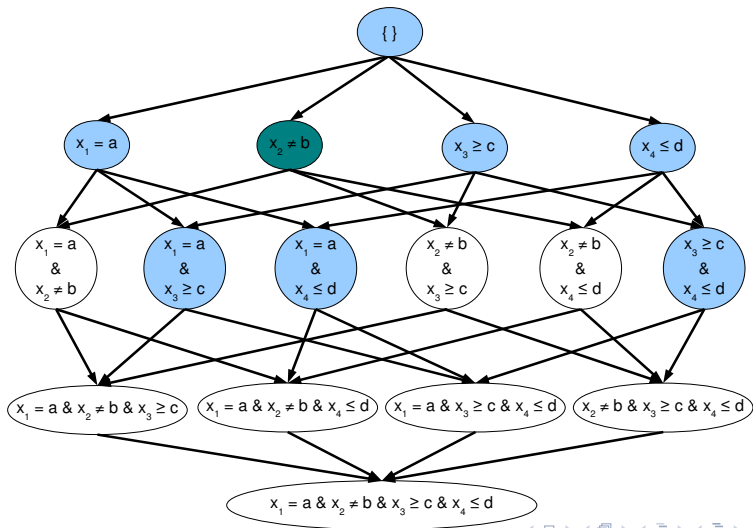 { }
x₁ = a
x₂ ≠ b
x₃ ≥ c
x₄ ≤ d
x₁ = a
&
x₂ ≠ b
x₁ = a
&
x₃ ≥ c
x₁ = a
&
x₄ ≤ d
x₂ ≠ b
&
x₃ ≥ c
x₂ ≠ b
&
x₄ ≤ d
x₃ ≥ c
&
x₄ ≤ d
x₁ = a & x₂ ≠ b & x₃ ≥ c
x₁ = a & x₂ ≠ b & x₄ ≤ d
x₁ = a & x₃ ≥ c & x₄ ≤ d
x₂ ≠ b & x₃ ≥ c & x₄ ≤ d
x₁ = a & x₂ ≠ b & x₃ ≥ c & x₄ ≤ d